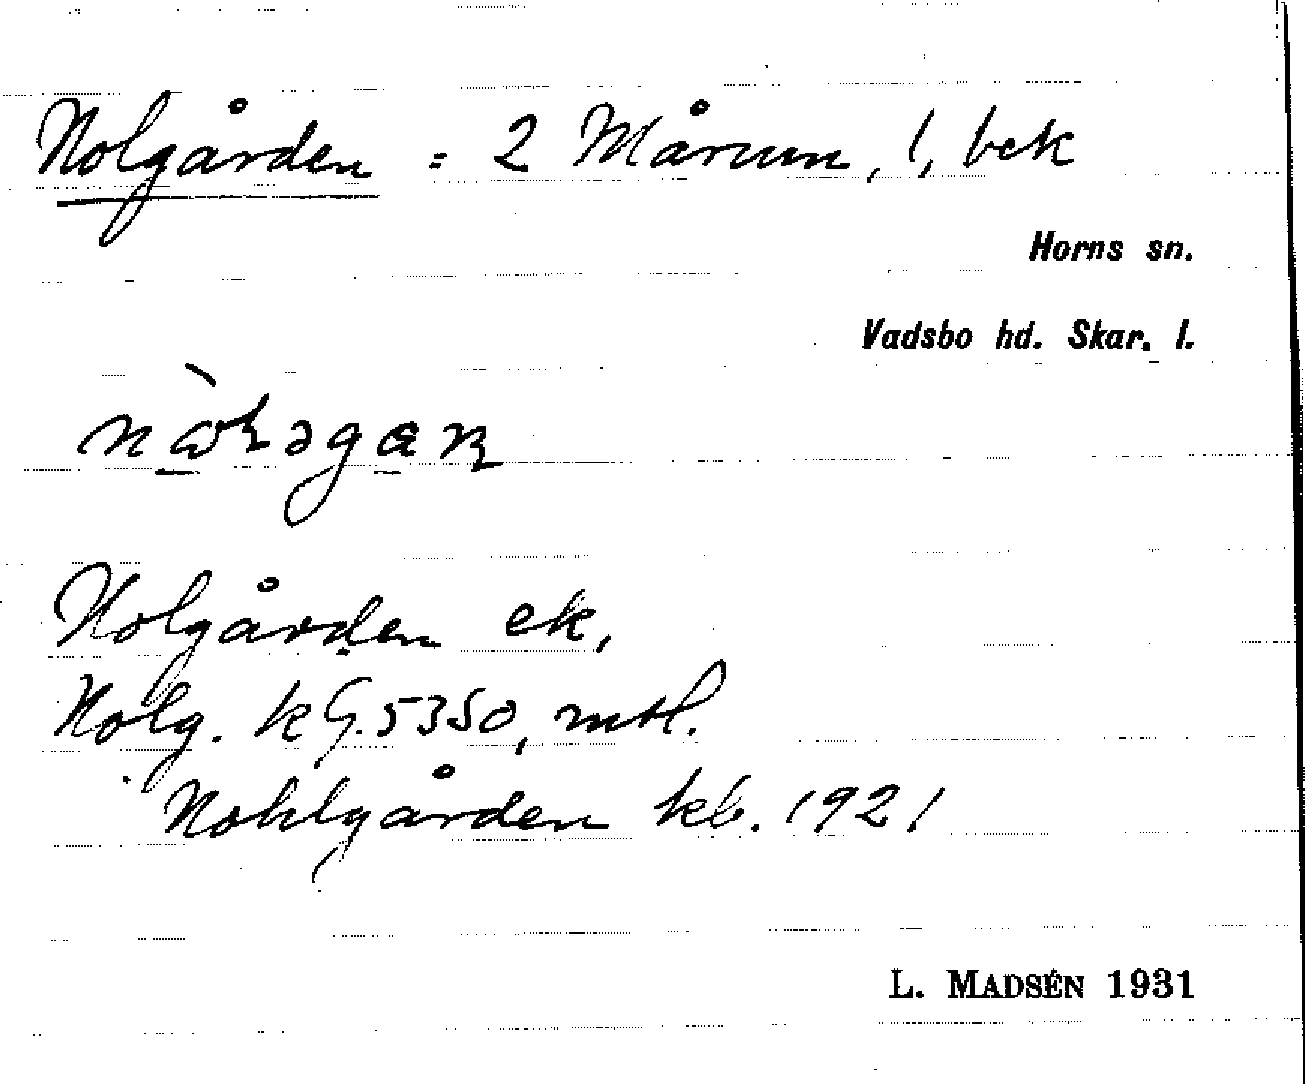 Nolgården = 2 Mårum, 1, bek
Horns sn.
Vadsbo hd. Skar. l.
Nolgården ek,
Nolg. kG. 5350, mtl.
Nohlgården kb. 1921
L. MADSÉN 1931